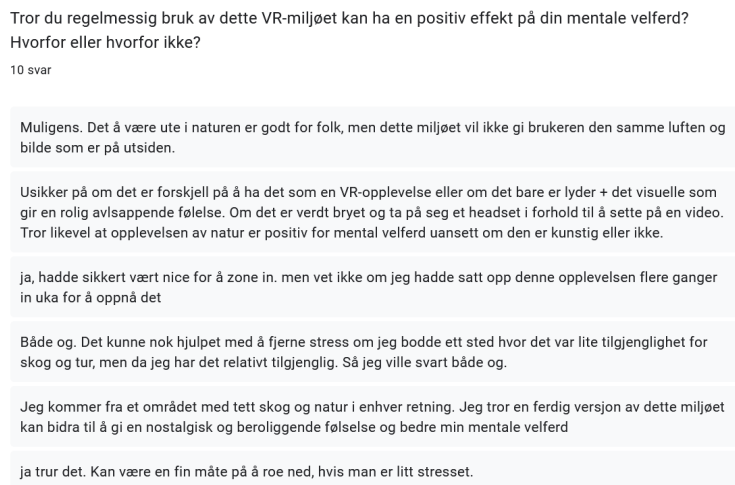 Tror du regelmessig bruk av dette VR-miljøet kan ha en positiv effekt på din mentale velferd?
Hvorfor eller hvorfor ikke?
10 svar
Muligens. Det å være ute i naturen er godt for folk, men dette miljøet vil ikke gi brukeren den samme luften og
bilde som er på utsiden.
Usikker på om det er forskjell på å ha det som en VR-opplevelse eller om det bare er lyder + det visuelle som
gir en rolig avlsappende følelse. Om det er verdt bryet og ta på seg et headset i forhold til å sette på en video.
Tror likevel at opplevelsen av natur er positiv for mental velferd uansett om den er kunstig eller ikke.
ja, hadde sikkert vært nice for å zone in. men vet ikke om jeg hadde satt opp denne opplevelsen flere ganger
in uka for å oppnå det
Både og. Det kunne nok hjulpet med å fjerne stress om jeg bodde ett sted hvor det var lite tilgjenglighet for
skog og tur, men da jeg har det relativt tilgjenglig. Så jeg ville svart både og.
Jeg kommer fra et området med tett skog og natur i enhver retning. Jeg tror en ferdig versjon av dette miljøet
kan bidra til å gi en nostalgisk og beroliggende følselse og bedre min mentale velferd
ja trur det. Kan være en fin måte på å roe ned, hvis man er litt stresset.